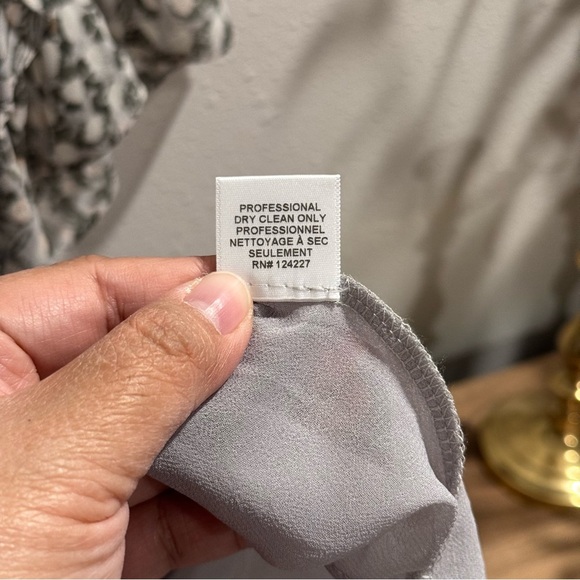 PROFESSIONAL
DRY CLEAN ONLY
PROFESSIONNEL
NETTOYAGE À SEC
SEULEMENT
RN# 124227